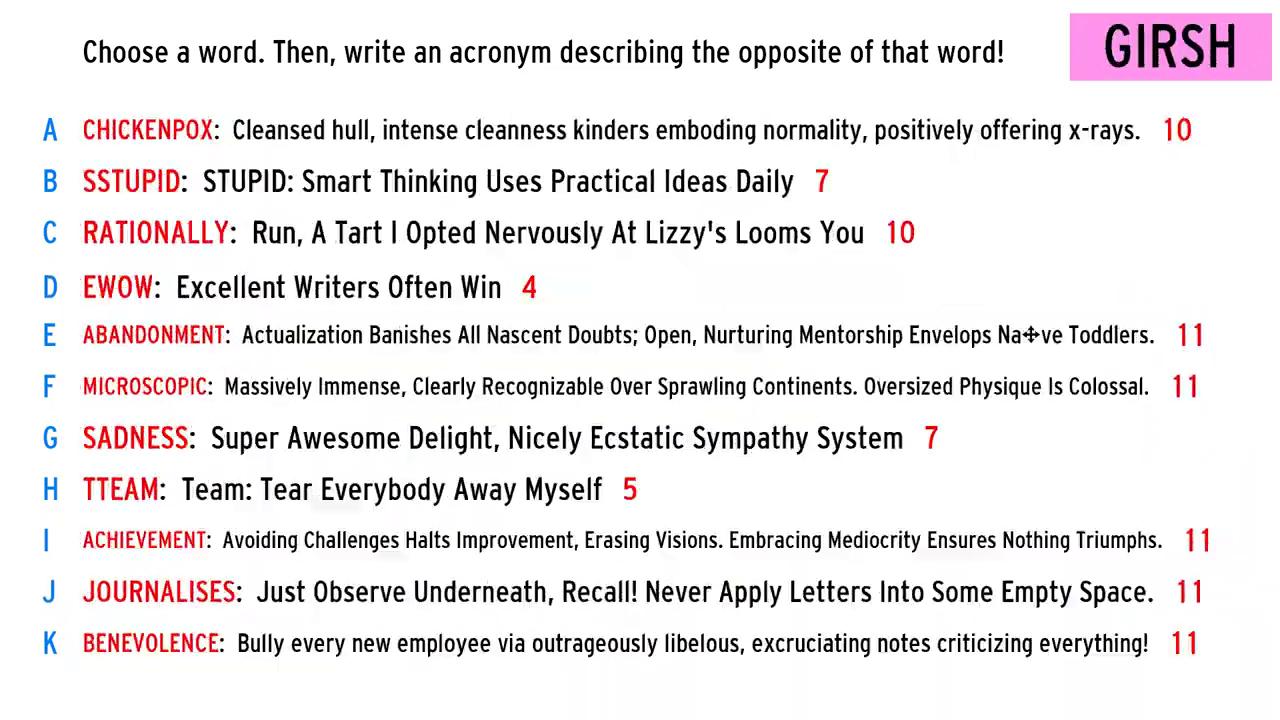 Choose a word. Then, write an acronym describing the opposite of that word!
GIRSH
A CHICKENPOX: Cleansed hull, intense cleanness kinders emboding normality, positively offering x-rays. 10
B SSTUPID: STUPID: Smart Thinking Uses Practical Ideas Daily 7
C RATIONALLY: Run, A Tart I Opted Nervously At Lizzy's Looms You 10
D EWOW: Excellent Writers Often Win 4
E ABANDONMENT: Actualization Banishes All Nascent Doubts; Open, Nurturing Mentorship Envelops Na✢ve Toddlers. 11
F MICROSCOPIC: Massively Immense, Clearly Recognizable Over Sprawling Continents. Oversized Physique Is Colossal. 11
G SADNESS: Super Awesome Delight, Nicely Ecstatic Sympathy System 7
H TTEAM: Team: Tear Everybody Away Myself 5
I ACHIEVEMENT: Avoiding Challenges Halts Improvement, Erasing Visions. Embracing Mediocrity Ensures Nothing Triumphs. 11
J JOURNALISES: Just Observe Underneath, Recall! Never Apply Letters Into Some Empty Space. 11
K BENEVOLENCE: Bully every new employee via outrageously libelous, excruciating notes criticizing everything! 11